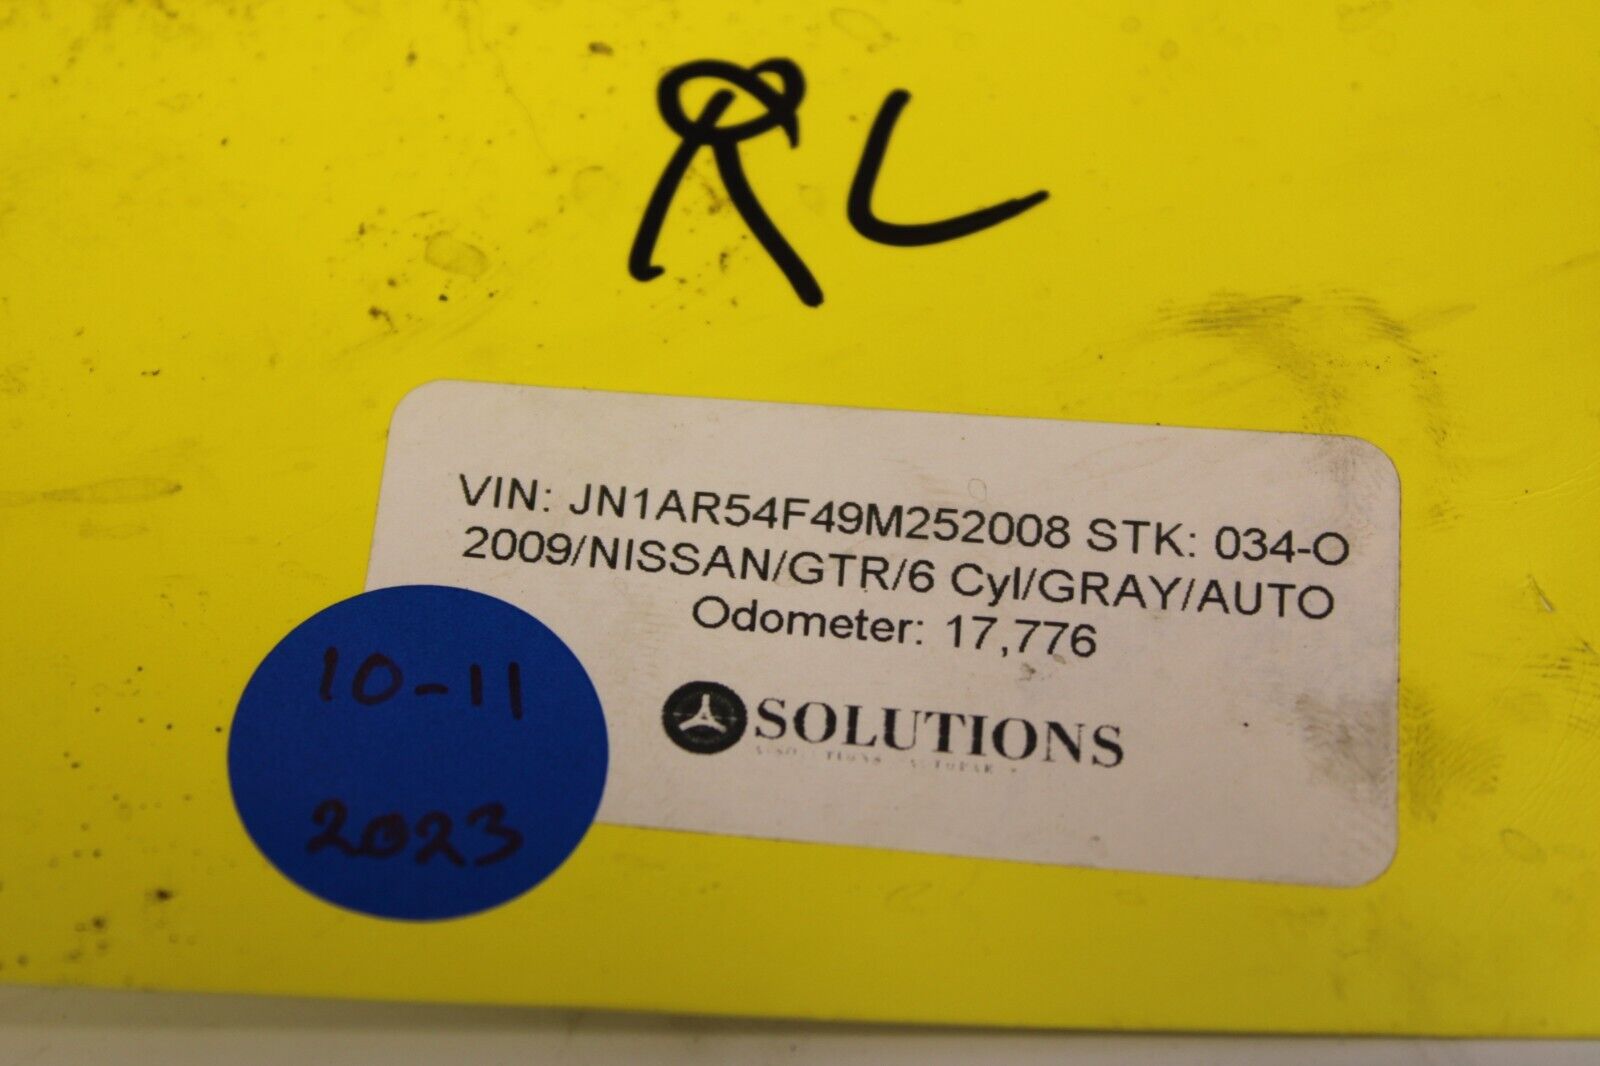 RL
VIN: JN1AR54F49M252008 STK: 034-O
2009/NISSAN/GTR/6 Cyl/GRAY/AUTO
Odometer: 17,776
SOLUTIONS
10-11
2023